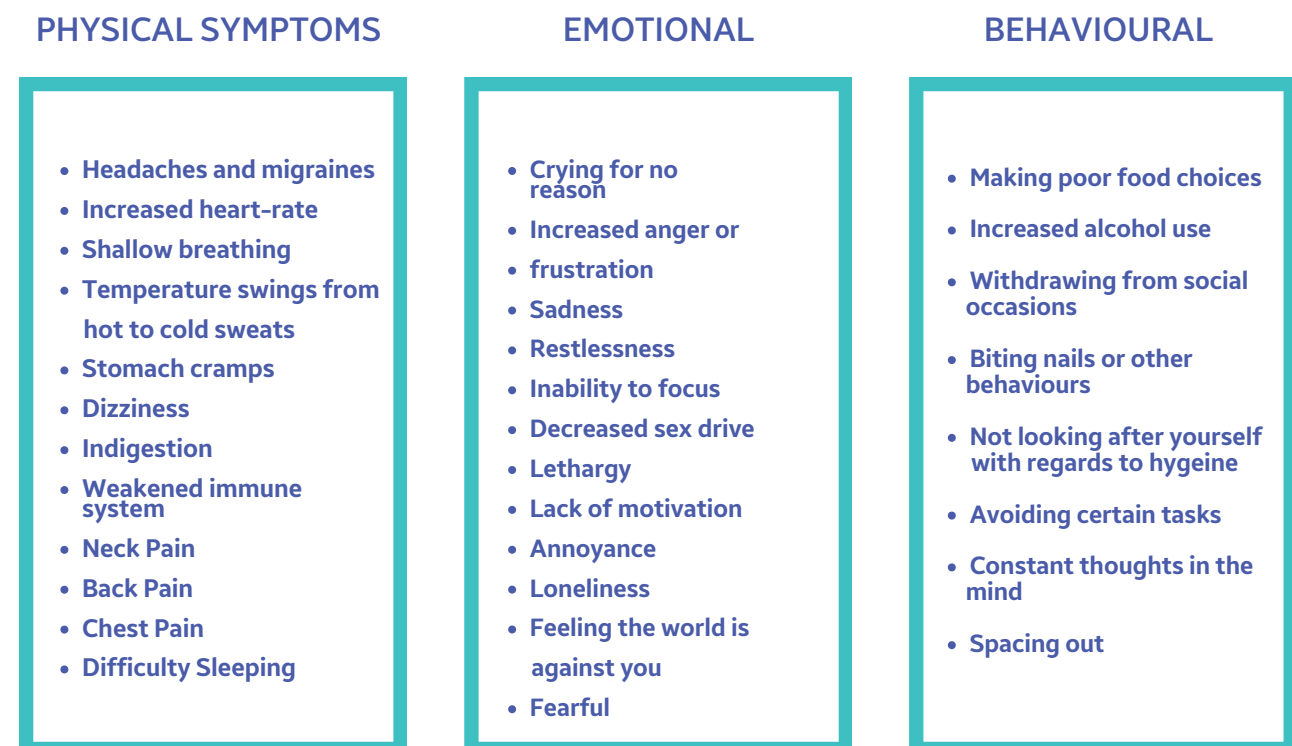 PHYSICAL SYMPTOMS
• Headaches and migraines
• Increased heart-rate
• Shallow breathing
• Temperature swings from
hot to cold sweats
• Stomach cramps
• Dizziness
• Indigestion
• Weakened immune
system
• Neck Pain
• Back Pain
• Chest Pain
• Difficulty Sleeping
EMOTIONAL
• Crying for no
reason
• Increased anger or
• frustration
• Sadness
• Restlessness
• Inability to focus
• Decreased sex drive
• Lethargy
• Lack of motivation
• Annoyance
• Loneliness
• Feeling the world is
against you
• Fearful
BEHAVIOURAL
• Making poor food choices
• Increased alcohol use
• Withdrawing from social
occasions
• Biting nails or other
behaviours
• Not looking after yourself
with regards to hygeine
• Avoiding certain tasks
• Constant thoughts in the
mind
• Spacing out